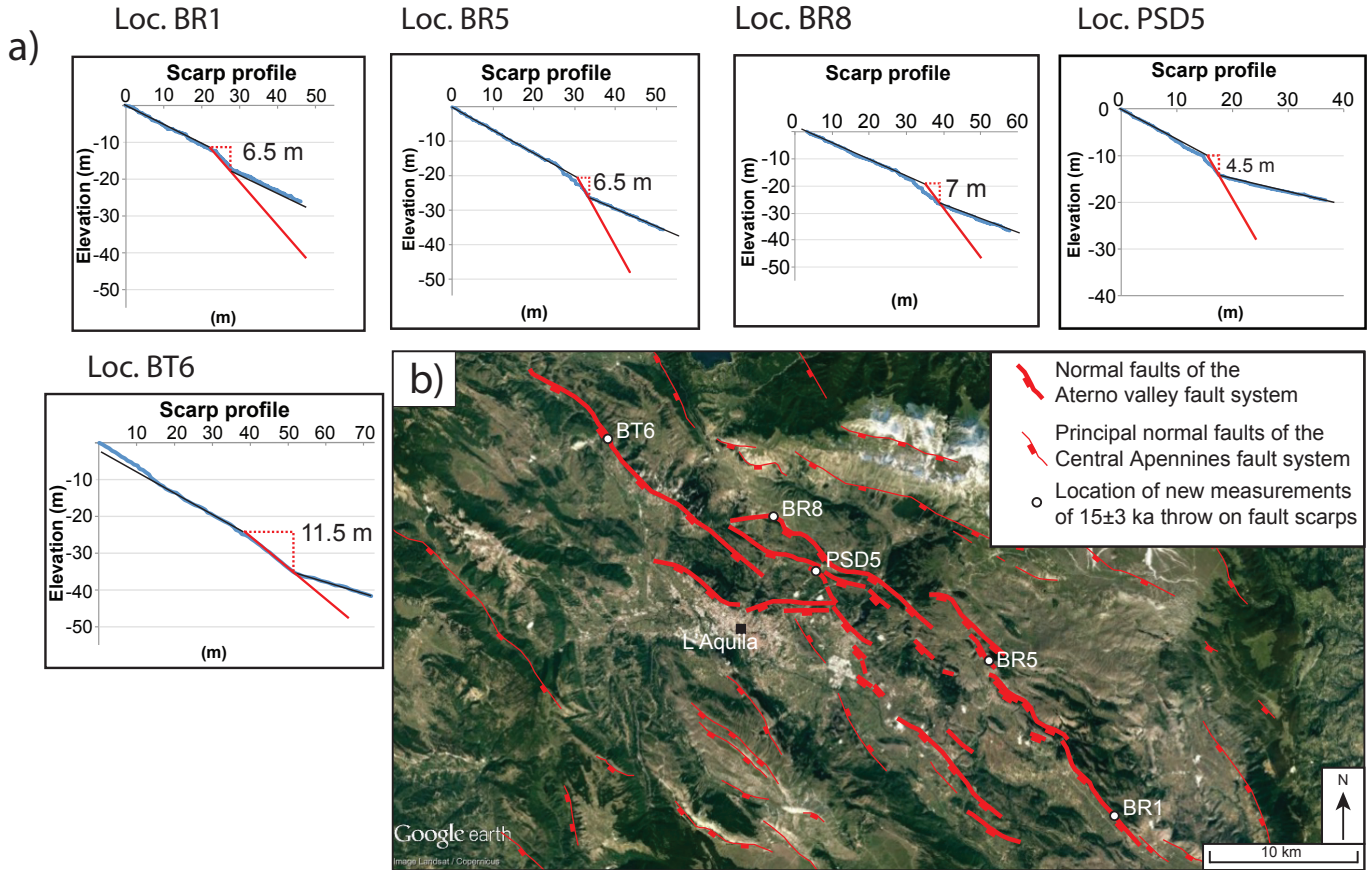 a)
Loc. BR1
Scarp profile
0 10 20 30 40 50
-10
-20
-30
-40
-50
Elevation (m)
6.5 m
(m)
Loc. BR5
Scarp profile
0 10 20 30 40 50
-10
-20
-30
-40
-50
Elevation (m)
6.5 m
(m)
Loc. BR8
Scarp profile
0 10 20 30 40 50 60
-10
-20
-30
-40
-50
Elevation (m)
7 m
(m)
Loc. PSD5
Scarp profile
0 10 20 30 40
0
-10
-20
-30
-40
Elevation (m)
4.5 m
(m)
Loc. BT6
Scarp profile
0 10 20 30 40 50 60 70
-10
-20
-30
-40
-50
Elevation (m)
11.5 m
(m)
b)
Normal faults of the
Aterno valley fault system
Principal normal faults of the
Central Apennines fault system
Location of new measurements
of 15±3 ka throw on fault scarps
BT6
BR8
PSD5
L'Aquila
BR5
BR1
N
10 km
Google earth
Image Landsat / Copernicus